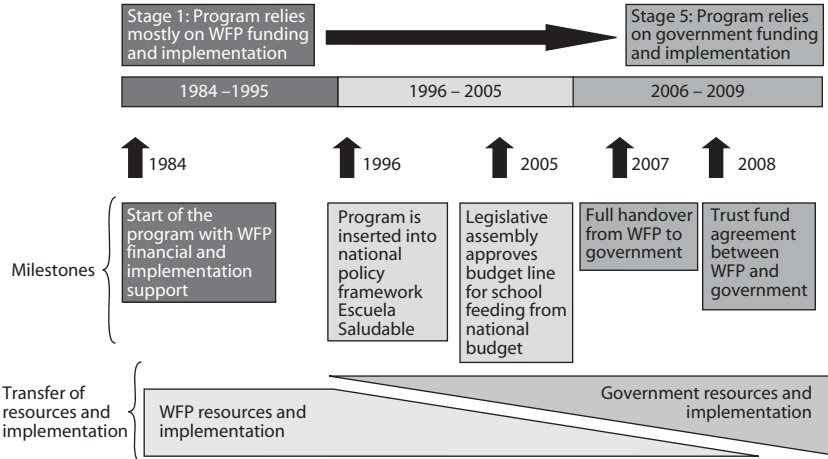 Stage 1: Program relies
mostly on WFP funding
and implementation
Stage 5: Program relies
on government funding
and implementation
1984 –1995
1996 – 2005
2006 – 2009
1984
1996
2005
2007
2008
Milestones
Start of the
program with WFP
financial and
implementation
support
Program is
inserted into
national
policy
framework
Escuela
Saludable
Legislative
assembly
approves
budget line
for school
feeding from
national
budget
Full handover
from WFP to
government
Trust fund
agreement
between
WFP and
government
Transfer of
resources and
implementation
WFP resources and
implementation
Government resources and
implementation